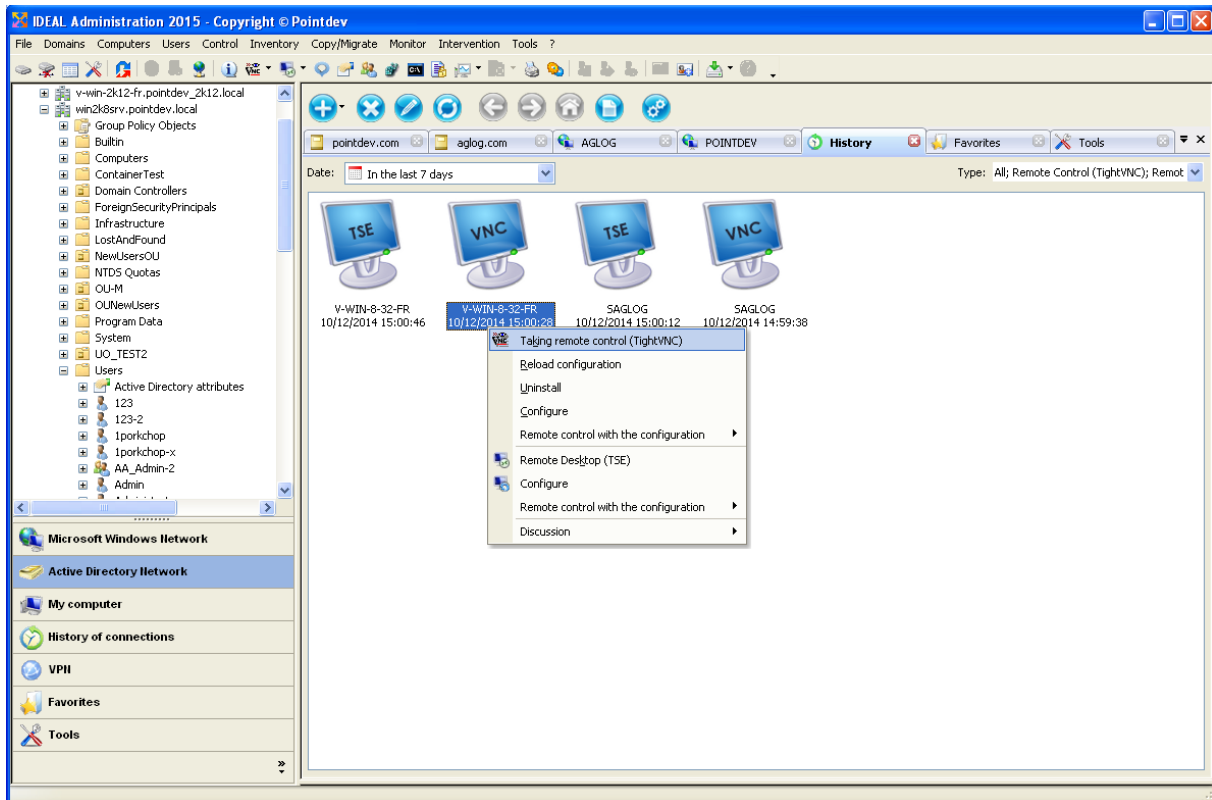 IDEAL Administration 2015 - Copyright © Pointdev
File Domains Computers Users Control Inventory Copy/Migrate Monitor Intervention Tools ?
v-win-2k12-fr.pointdev_2k12.local
win2k8srv.pointdev.local
Group Policy Objects
Builtin
Computers
ContainerTest
Domain Controllers
ForeignSecurityPrincipals
Infrastructure
LostAndFound
NewUsersOU
NTDS Quotas
OU-M
OUNewUsers
Program Data
System
UO_TEST2
Users
Active Directory attributes
123
123-2
1porkchop
1porkchop-x
AA_Admin-2
Admin
Microsoft Windows Network
Active Directory Network
My computer
History of connections
VPN
Favorites
Tools
pointdev.com aglog.com AGLOG POINTDEV History Favorites Tools
Date: In the last 7 days Type: All; Remote Control (TightVNC); Remot
TSE VNC TSE VNC
V-WIN-8-32-FR V-WIN-8-32-FR SAGLOG SAGLOG
10/12/2014 15:00:46 10/12/2014 15:00:28 10/12/2014 15:00:12 10/12/2014 14:59:38
Taking remote control (TightVNC)
Reload configuration
Uninstall
Configure
Remote control with the configuration
Remote Desktop (TSE)
Configure
Remote control with the configuration
Discussion